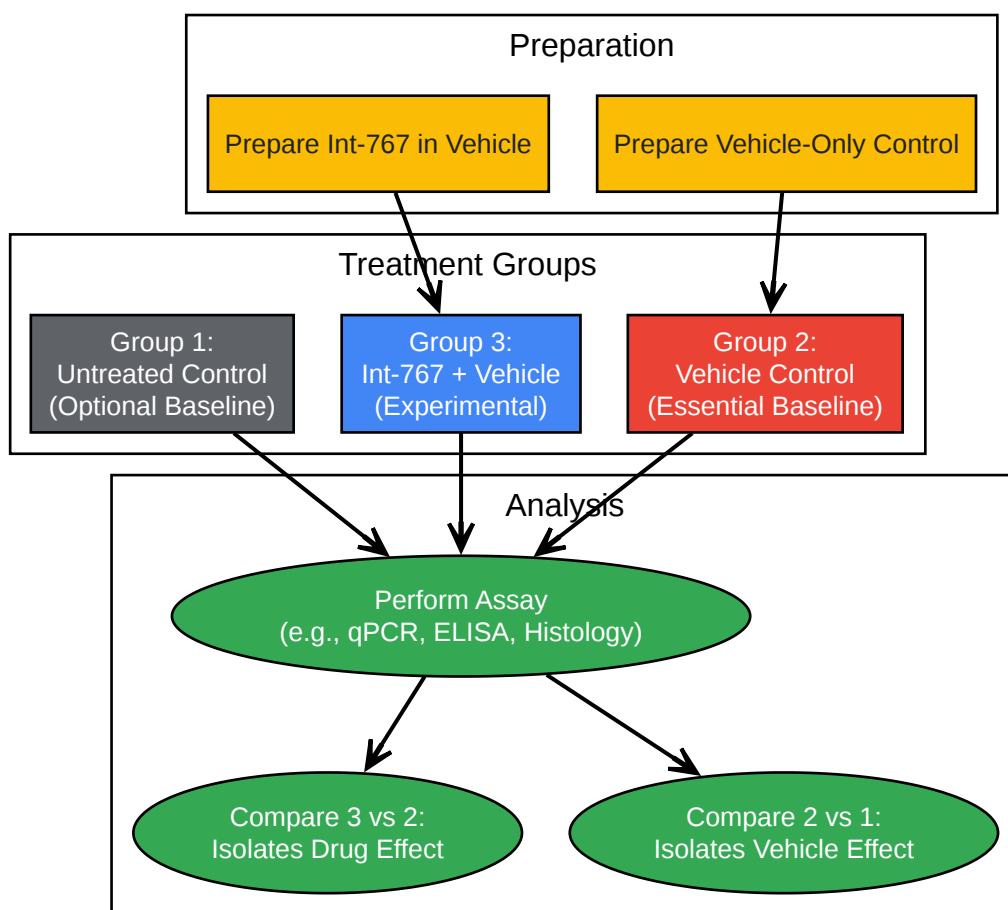 Preparation
Prepare Int-767 in Vehicle
Prepare Vehicle-Only Control
Treatment Groups
Group 1:
Untreated Control
(Optional Baseline)
Group 3:
Int-767 + Vehicle
(Experimental)
Group 2:
Vehicle Control
(Essential Baseline)
Analysis
Perform Assay
(e.g., qPCR, ELISA, Histology)
Compare 3 vs 2:
Isolates Drug Effect
Compare 2 vs 1:
Isolates Vehicle Effect